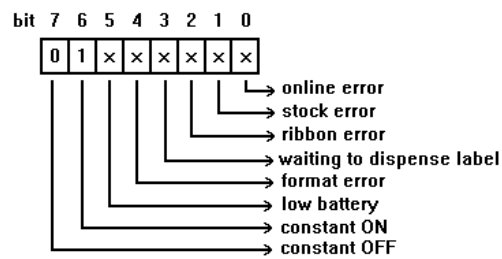 bit 7 6 5 4 3 2 1 0
0 1 x x x x x x
online error
stock error
ribbon error
waiting to dispense label
format error
low battery
constant ON
constant OFF